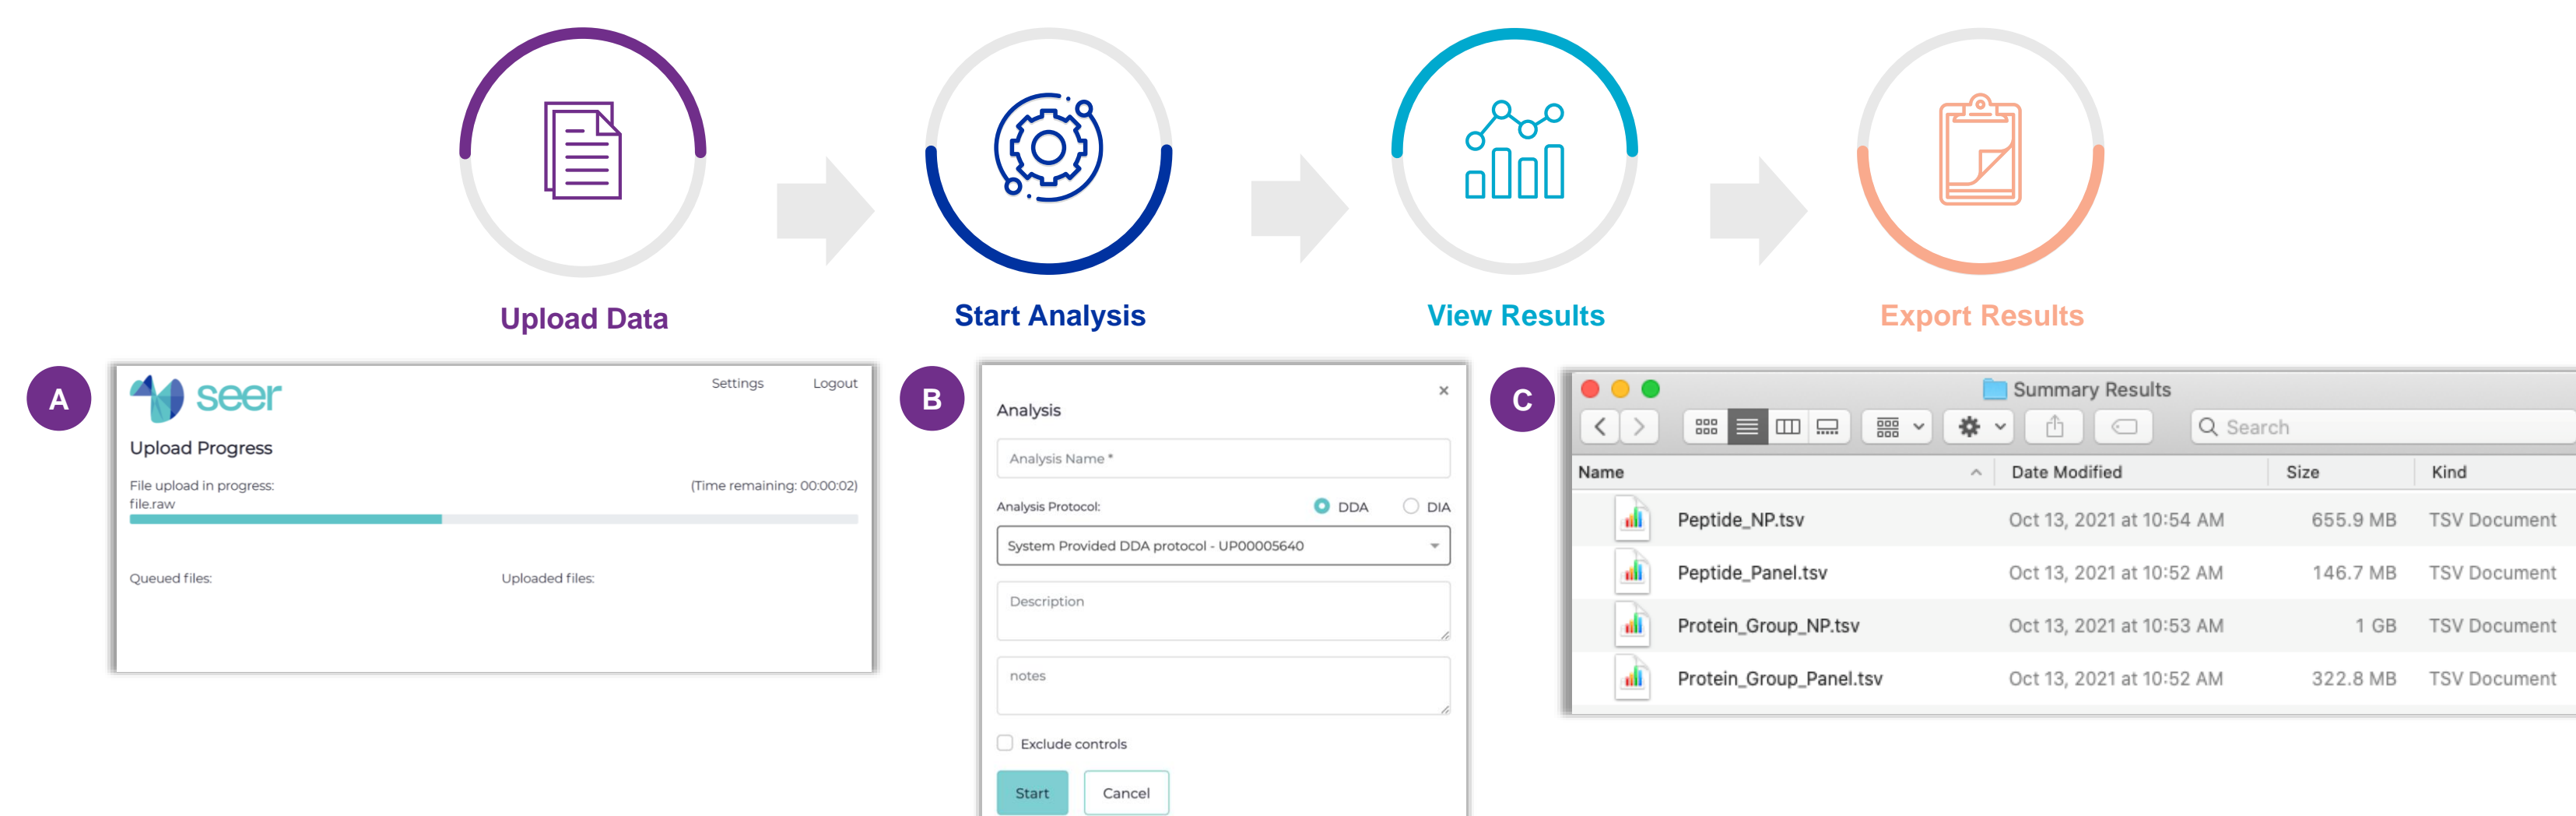 Upload Data
Start Analysis
View Results
Export Results
A
seer
Settings
Logout
Upload Progress
File upload in progress:
(Time remaining: 00:00:02)
file.raw
Queued files:
Uploaded files:
B
×
Analysis
Analysis Name *
Analysis Protocol:
DDA
DIA
System Provided DDA protocol - UP00005640
Description
notes
Exclude controls
Start
Cancel
C
Summary Results
Search
Name
Date Modified
Size
Kind
Peptide_NP.tsv
Oct 13, 2021 at 10:54 AM
655.9 MB
TSV Document
Peptide_Panel.tsv
Oct 13, 2021 at 10:52 AM
146.7 MB
TSV Document
Protein_Group_NP.tsv
Oct 13, 2021 at 10:53 AM
1 GB
TSV Document
Protein_Group_Panel.tsv
Oct 13, 2021 at 10:52 AM
322.8 MB
TSV Document